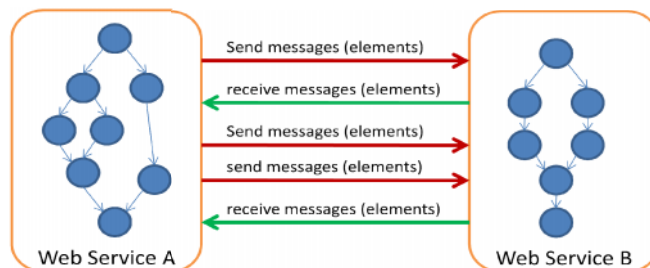 Send messages (elements)
receive messages (elements)
Send messages (elements)
send messages (elements)
receive messages (elements)
Web Service A
Web Service B